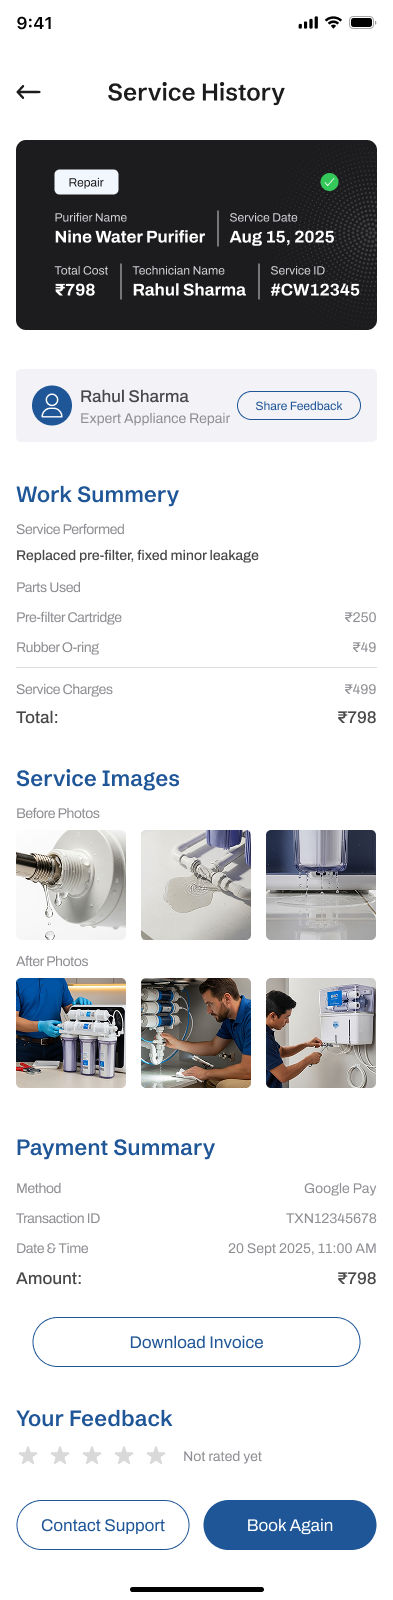 9:41
Service History
Repair
Purifier Name
Nine Water Purifier
Service Date
Aug 15, 2025
Total Cost
₹798
Technician Name
Rahul Sharma
Service ID
#CW12345
Rahul Sharma
Expert Appliance Repair
Share Feedback
Work Summery
Service Performed
Replaced pre-filter, fixed minor leakage
Parts Used
Pre-filter Cartridge ₹250
Rubber O-ring ₹49
Service Charges ₹499
Total: ₹798
Service Images
Before Photos
After Photos
Payment Summary
Method Google Pay
Transaction ID TXN12345678
Date & Time 20 Sept 2025, 11:00 AM
Amount: ₹798
Download Invoice
Your Feedback
Not rated yet
Contact Support
Book Again